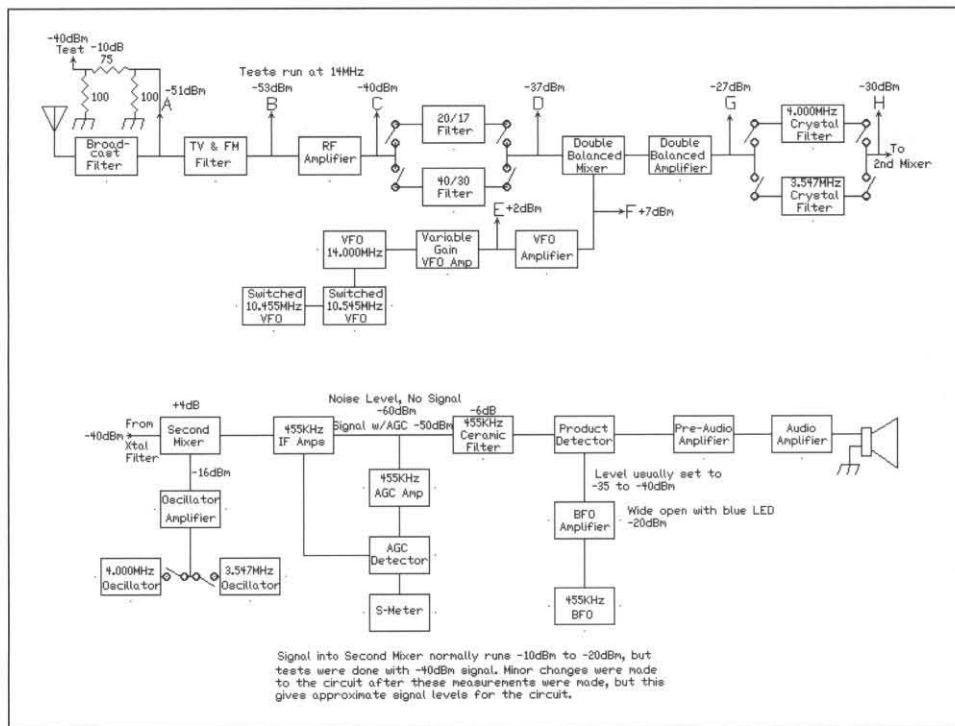 -40dBm
Test
-10dB
75
100
100
-51dBm
A
Tests run at 14MHz
-53dBm
B
-40dBm
C
-37dBm
D
-27dBm
G
-30dBm
H
Broad-
cast
Filter
TV & FM
Filter
RF
Amplifier
20/17
Filter
40/30
Filter
Double
Balanced
Mixer
Double
Balanced
Amplifier
4.000MHz
Crystal
Filter
3.547MHz
Crystal
Filter
To
2nd Mixer
E +2dBm
F +7dBm
VFO
14.000MHz
Variable
Gain
VFO Amp
VFO
Amplifier
Switched
10.455MHz
VFO
Switched
10.545MHz
VFO
Noise Level, No Signal
-60dBm
Signal w/AGC -50dBm
-40dBm
From
Xtal
Filter
+4dB
Second
Mixer
455KHz
IF Amps
-6dB
455KHz
Ceramic
Filter
Product
Detector
Pre-Audio
Amplifier
Audio
Amplifier
-16dBm
Oscillator
Amplifier
4.000MHz
Oscillator
3.547MHz
Oscillator
455KHz
AGC Amp
AGC
Detector
S-Meter
Level usually set to
-35 to -40dBm
BFO
Amplifier
Wide open with blue LED
-20dBm
455KHz
BFO
Signal into Second Mixer normally runs -10dBm to -20dBm, but
tests were done with -40dBm signal. Minor changes were made
to the circuit after these measurements were made, but this
gives approximate signal levels for the circuit.